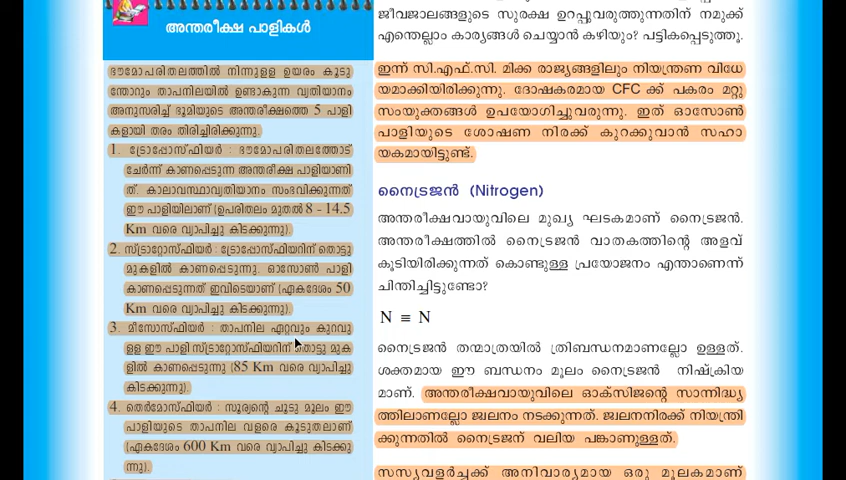 അന്തരീക്ഷ പാളികൾ
ഭൗമോപരിതലത്തിൽ നിന്നുളള ഉയരം കൂടു
ന്തോറും താപനിലയിൽ ഉണ്ടാകുന്ന വ്യതിയാനം
അനുസരിച്ച് ഭൂമിയുടെ അന്തരീക്ഷത്തെ 5 പാളി
കളായി തരം തിരിച്ചിരിക്കുന്നു.
1. ട്രോപ്പോസ്ഫിയർ : ഭൗമോപരിതലത്തോട്
ചേർന്ന് കാണപ്പെടുന്ന അന്തരീക്ഷ പാളിയാണി
ത്. കാലാവസ്ഥാവ്യതിയാനം സംഭവിക്കുന്നത്
ഈ പാളിയിലാണ് (ഉപരിതലം മുതൽ 8 - 14.5
Km വരെ വ്യാപിച്ചു കിടക്കുന്നു).
2. സ്ട്രാറ്റോസ്ഫിയർ : ട്രോപ്പോസ്ഫിയറിന് തൊട്ടു
മുകളിൽ കാണപ്പെടുന്നു. ഓസോൺ പാളി
കാണപ്പെടുന്നത് ഇവിടെയാണ് (ഏകദേശം 50
Km വരെ വ്യാപിച്ചു കിടക്കുന്നു).
3. മീസോസ്ഫിയർ : താപനില ഏറ്റവും കുറവു
ളള ഈ പാളി സ്ട്രാറ്റോസ്ഫിയറിന് തൊട്ടു മുക
ളിൽ കാണപ്പെടുന്നു (85 Km വരെ വ്യാപിച്ചു
കിടക്കുന്നു).
4. തെർമോസ്ഫിയർ : സൂര്യന്റെ ചൂടു മൂലം ഈ
പാളിയുടെ താപനില വളരെ കൂടുതലാണ്
(ഏകദേശം 600 Km വരെ വ്യാപിച്ചു കിടക്കു
ന്നു).
ജീവജാലങ്ങളുടെ സുരക്ഷ ഉറപ്പുവരുത്തുന്നതിന് നമുക്ക്
എന്തെല്ലാം കാര്യങ്ങൾ ചെയ്യാൻ കഴിയും? പട്ടികപ്പെടുത്തൂ.
ഇന്ന് സി.എഫ്.സി. മിക്ക രാജ്യങ്ങളിലും നിയന്ത്രണ വിധേ
യമാക്കിയിരിക്കുന്നു. ദോഷകരമായ CFC ക്ക് പകരം മറ്റു
സംയുക്തങ്ങൾ ഉപയോഗിച്ചുവരുന്നു. ഇത് ഓസോൺ
പാളിയുടെ ശോഷണ നിരക്ക് കുറക്കുവാൻ സഹാ
യകമായിട്ടുണ്ട്.
നൈട്രജൻ (Nitrogen)
അന്തരീക്ഷവായുവിലെ മുഖ്യ ഘടകമാണ് നൈട്രജൻ.
അന്തരീക്ഷത്തിൽ നൈട്രജൻ വാതകത്തിന്റെ അളവ്
കൂടിയിരിക്കുന്നത് കൊണ്ടുള്ള പ്രയോജനം എന്താണെന്ന്
ചിന്തിച്ചിട്ടുണ്ടോ?
N ≡ N
നൈട്രജൻ തന്മാത്രയിൽ ത്രിബന്ധനമാണല്ലോ ഉള്ളത്.
ശക്തമായ ഈ ബന്ധനം മൂലം നൈട്രജൻ നിഷ്ക്രിയ
മാണ്. അന്തരീക്ഷവായുവിലെ ഓക്സിജന്റെ സാന്നിദ്ധ്യ
ത്തിലാണല്ലോ ജ്വലനം നടക്കുന്നത്. ജ്വലനനിരക്ക് നിയന്ത്രി
ക്കുന്നതിൽ നൈട്രജന് വലിയ പങ്കാണുള്ളത്.
സസ്യവളർച്ചക്ക് അനിവാര്യമായ ഒരു മൂലകമാണ്